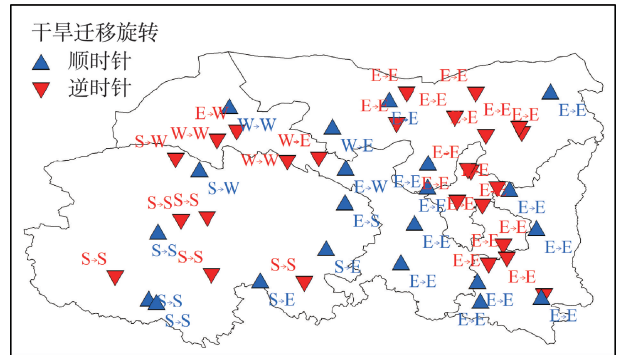 干旱迁移旋转
顺时针
逆时针
E→E E→E
E→E E→E E→E E→E
E→W E→E E→E E→E
W→W W→W W→E W→E
S→W
W→W E→E
S→W E→W E→E E→E
S→S S→S E→S E→E E→E
E→E E→E E→E
S→S E→E
S→S S→S S→S S→E E→E E→E
S→S S→E E→E
S→S E→E E→E